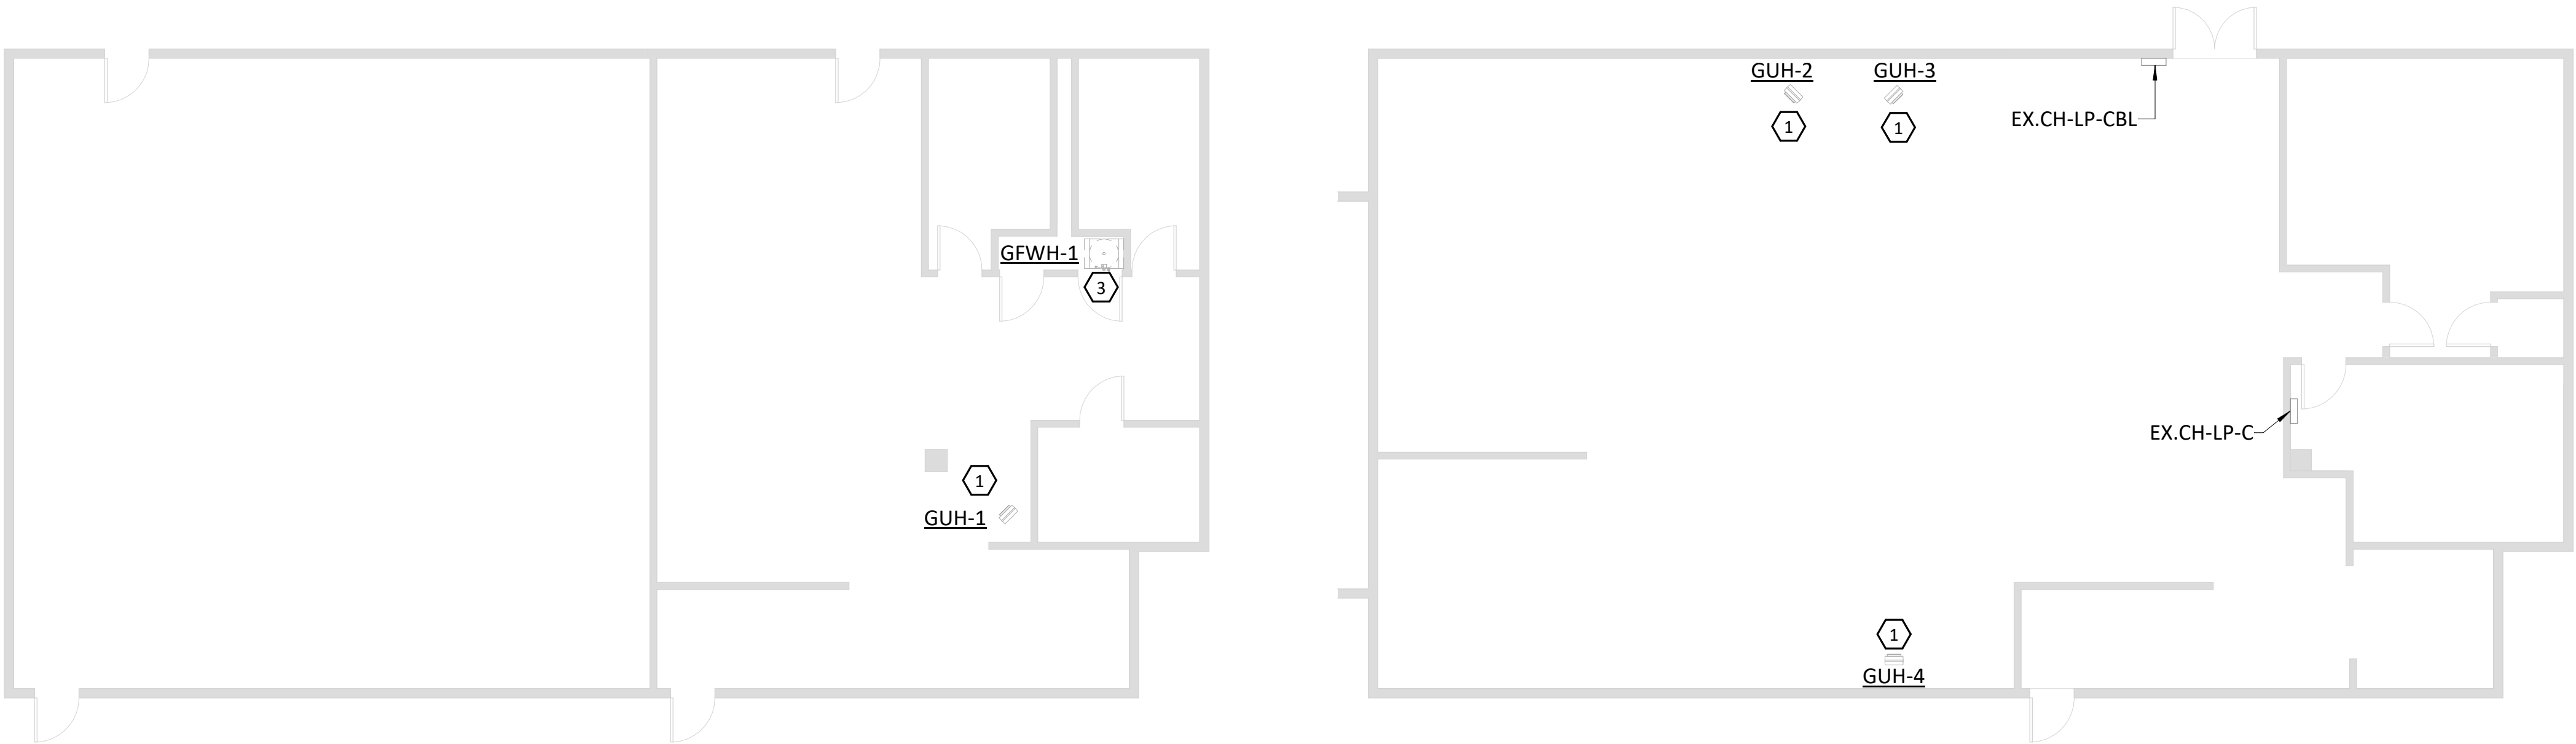 GFWH-1
3
1
GUH-1
GUH-2
1
GUH-3
1
EX.CH-LP-CBL
EX.CH-LP-C
1
GUH-4